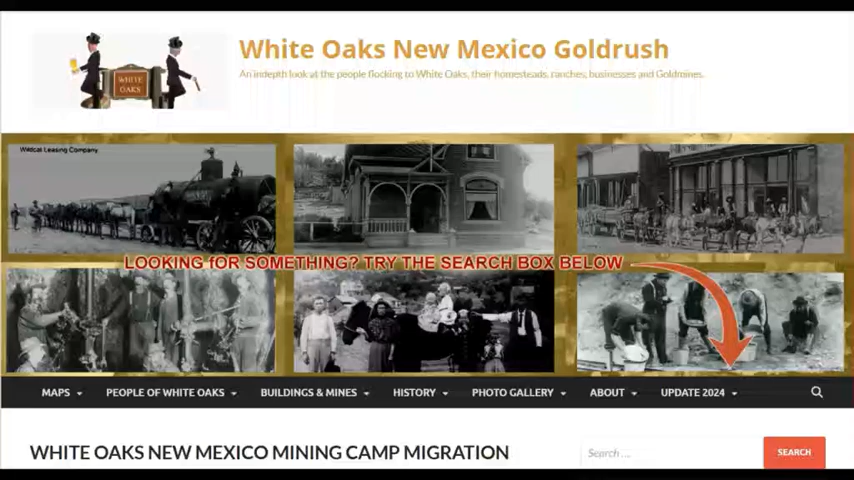 White Oaks New Mexico Goldrush
An indepth look at the people flocking to White Oaks, their homesteads, ranches, businesses and Goldmines.
WHITE
OAKS
Wildcat Leasing Company
LOOKING fOR SOMETHING? TRY THE SEARCH BOX BELOW
MAPS PEOPLE OF WHITE OAKS BUILDINGS & MINES HISTORY PHOTO GALLERY ABOUT UPDATE 2024
WHITE OAKS NEW MEXICO MINING CAMP MIGRATION
Search …
SEARCH